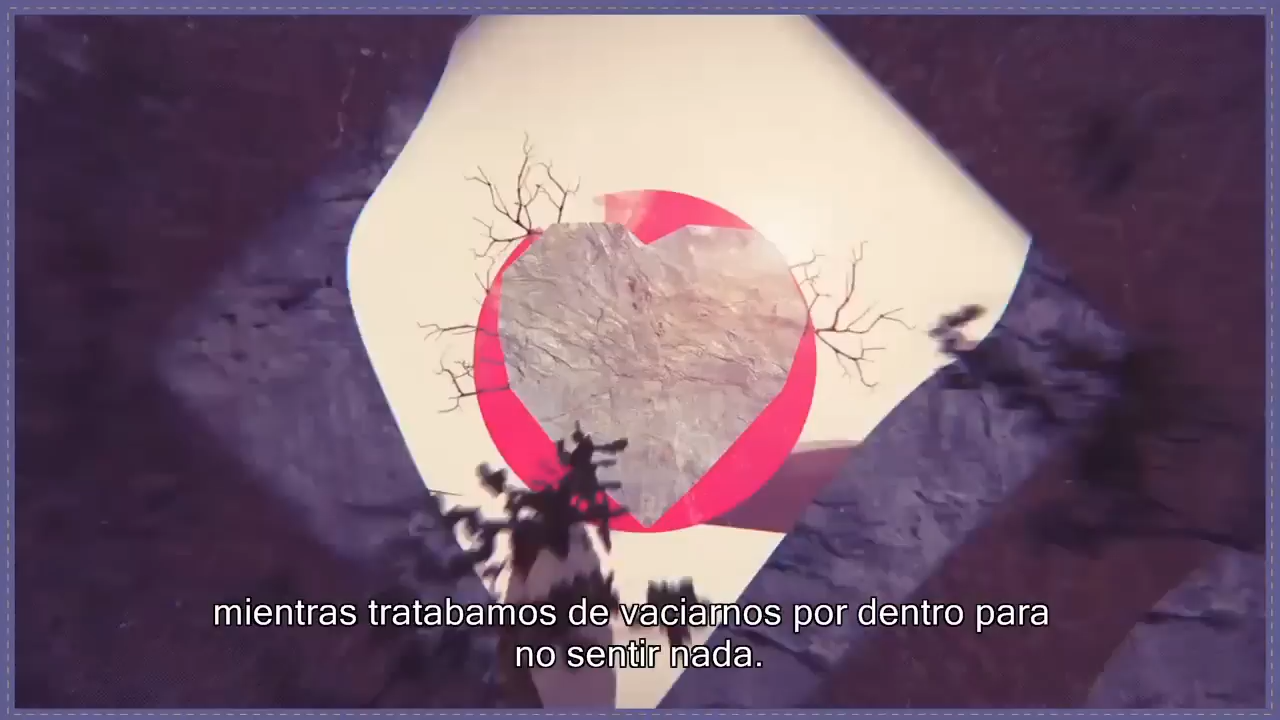 mientras tratabamos de vaciarnos por dentro para
no sentir nada.